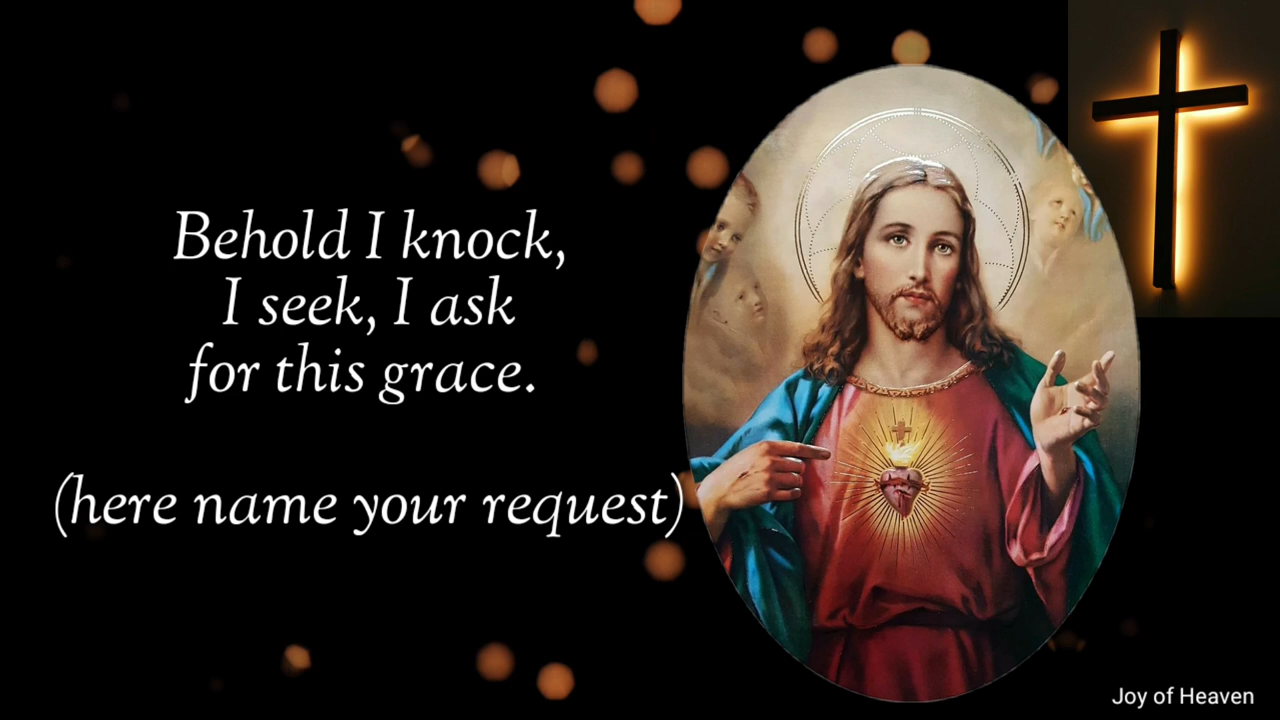 Behold I knock,
I seek, I ask
for this grace.
(here name your request)
Joy of Heaven